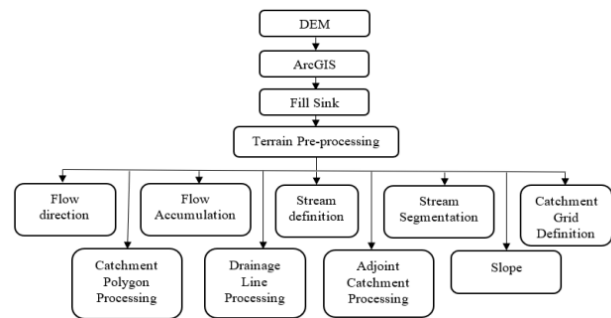 DEM
ArcGIS
Fill Sink
Terrain Pre-processing
Flow
direction
Flow
Accumulation
Stream
definition
Stream
Segmentation
Catchment
Grid
Definition
Catchment
Polygon
Processing
Drainage
Line
Processing
Adjoint
Catchment
Processing
Slope